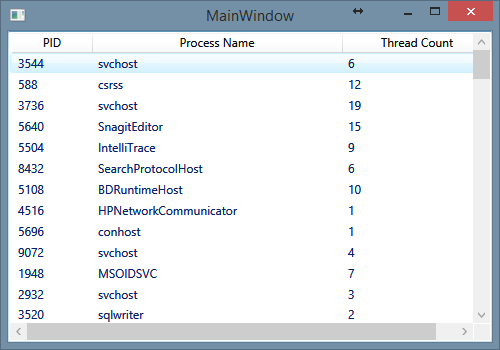 MainWindow
PID Process Name Thread Count
3544 svchost 6
588 csrss 12
3736 svchost 19
5640 SnagitEditor 15
5504 IntelliTrace 9
8432 SearchProtocolHost 6
5108 BDRuntimeHost 10
4516 HPNetworkCommunicator 1
5696 conhost 1
9072 svchost 4
1948 MSOIDSVC 7
2932 svchost 3
3520 sqlwriter 2